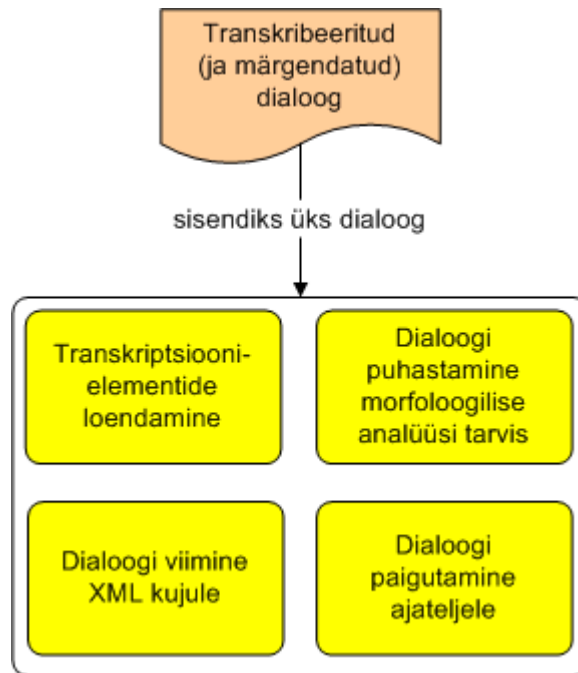 Transkribeeritud
(ja märgendatud)
dialoog
sisendiks üks dialoog
Transkriptsiooni-
elementide
loendamine
Dialoogi
puhastamine
morfoloogilise
analüüsi tarvis
Dialoogi viimine
XML kujule
Dialoogi
paigutamine
ajateljele